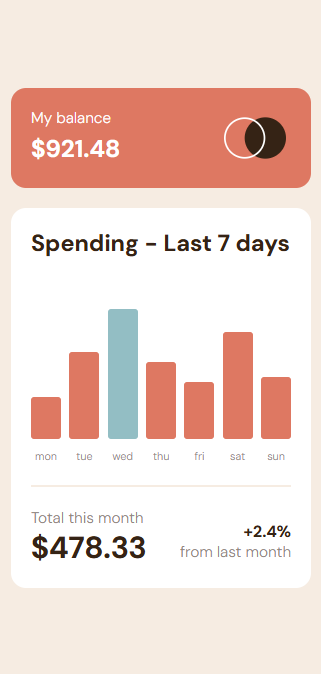 My balance
$921.48
Spending - Last 7 days
mon tue wed thu fri sat sun
Total this month
$478.33
+2.4%
from last month